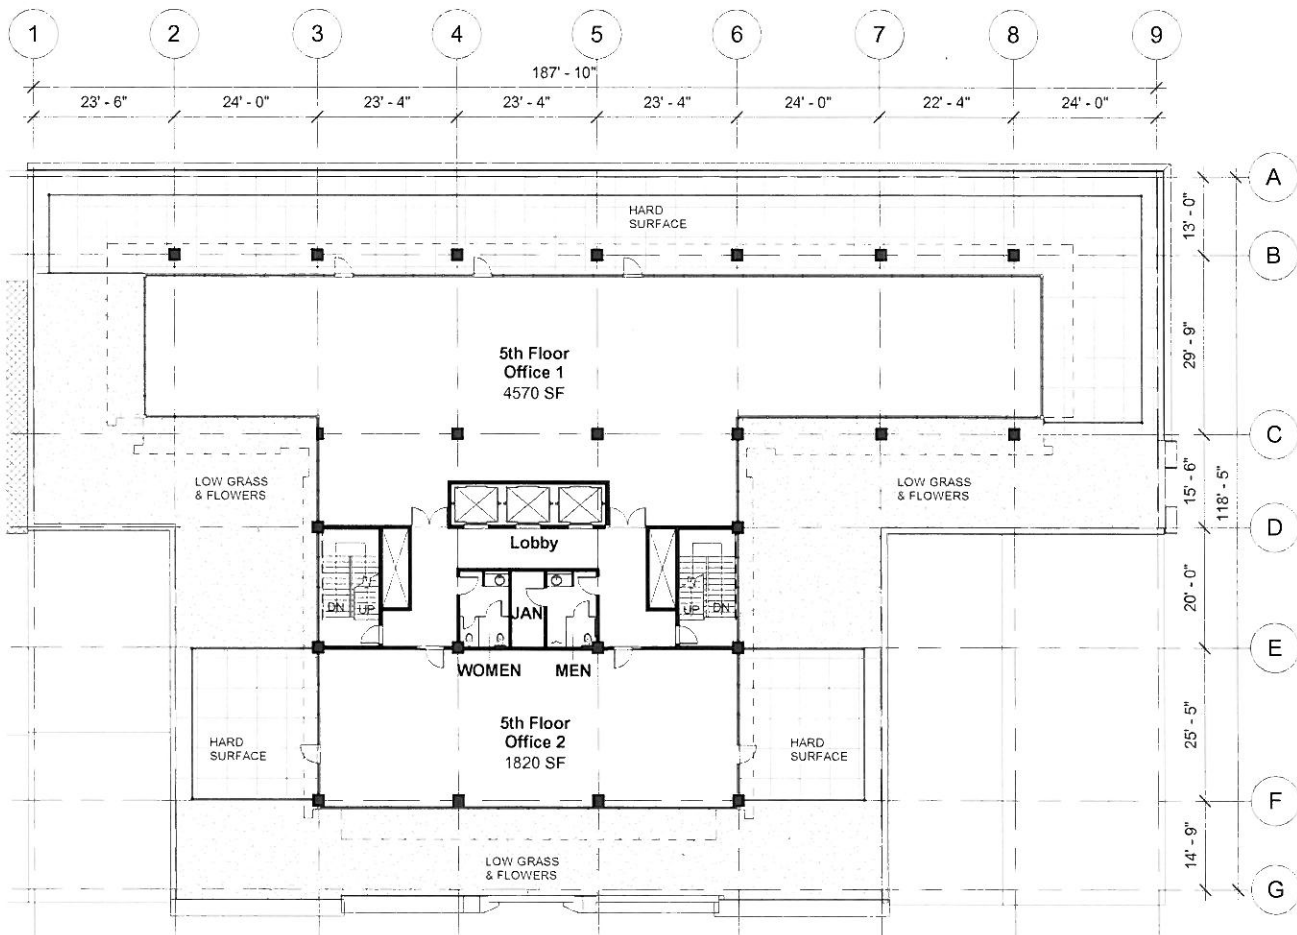 1 2 3 4 5 6 7 8 9
187' - 10"
23' - 6" 24' - 0" 23' - 4" 23' - 4" 23' - 4" 24' - 0" 22' - 4" 24' - 0"
A
13' - 0"
HARD
SURFACE
B
29' - 9"
5th Floor
Office 1
4570 SF
C
LOW GRASS
& FLOWERS
LOW GRASS
& FLOWERS
15' - 6"
118' - 5"
D
Lobby
20' - 0"
DN UP
JAN
UP DN
E
WOMEN MEN
25' - 5"
5th Floor
Office 2
1820 SF
HARD
SURFACE
HARD
SURFACE
F
14' - 9"
LOW GRASS
& FLOWERS
G